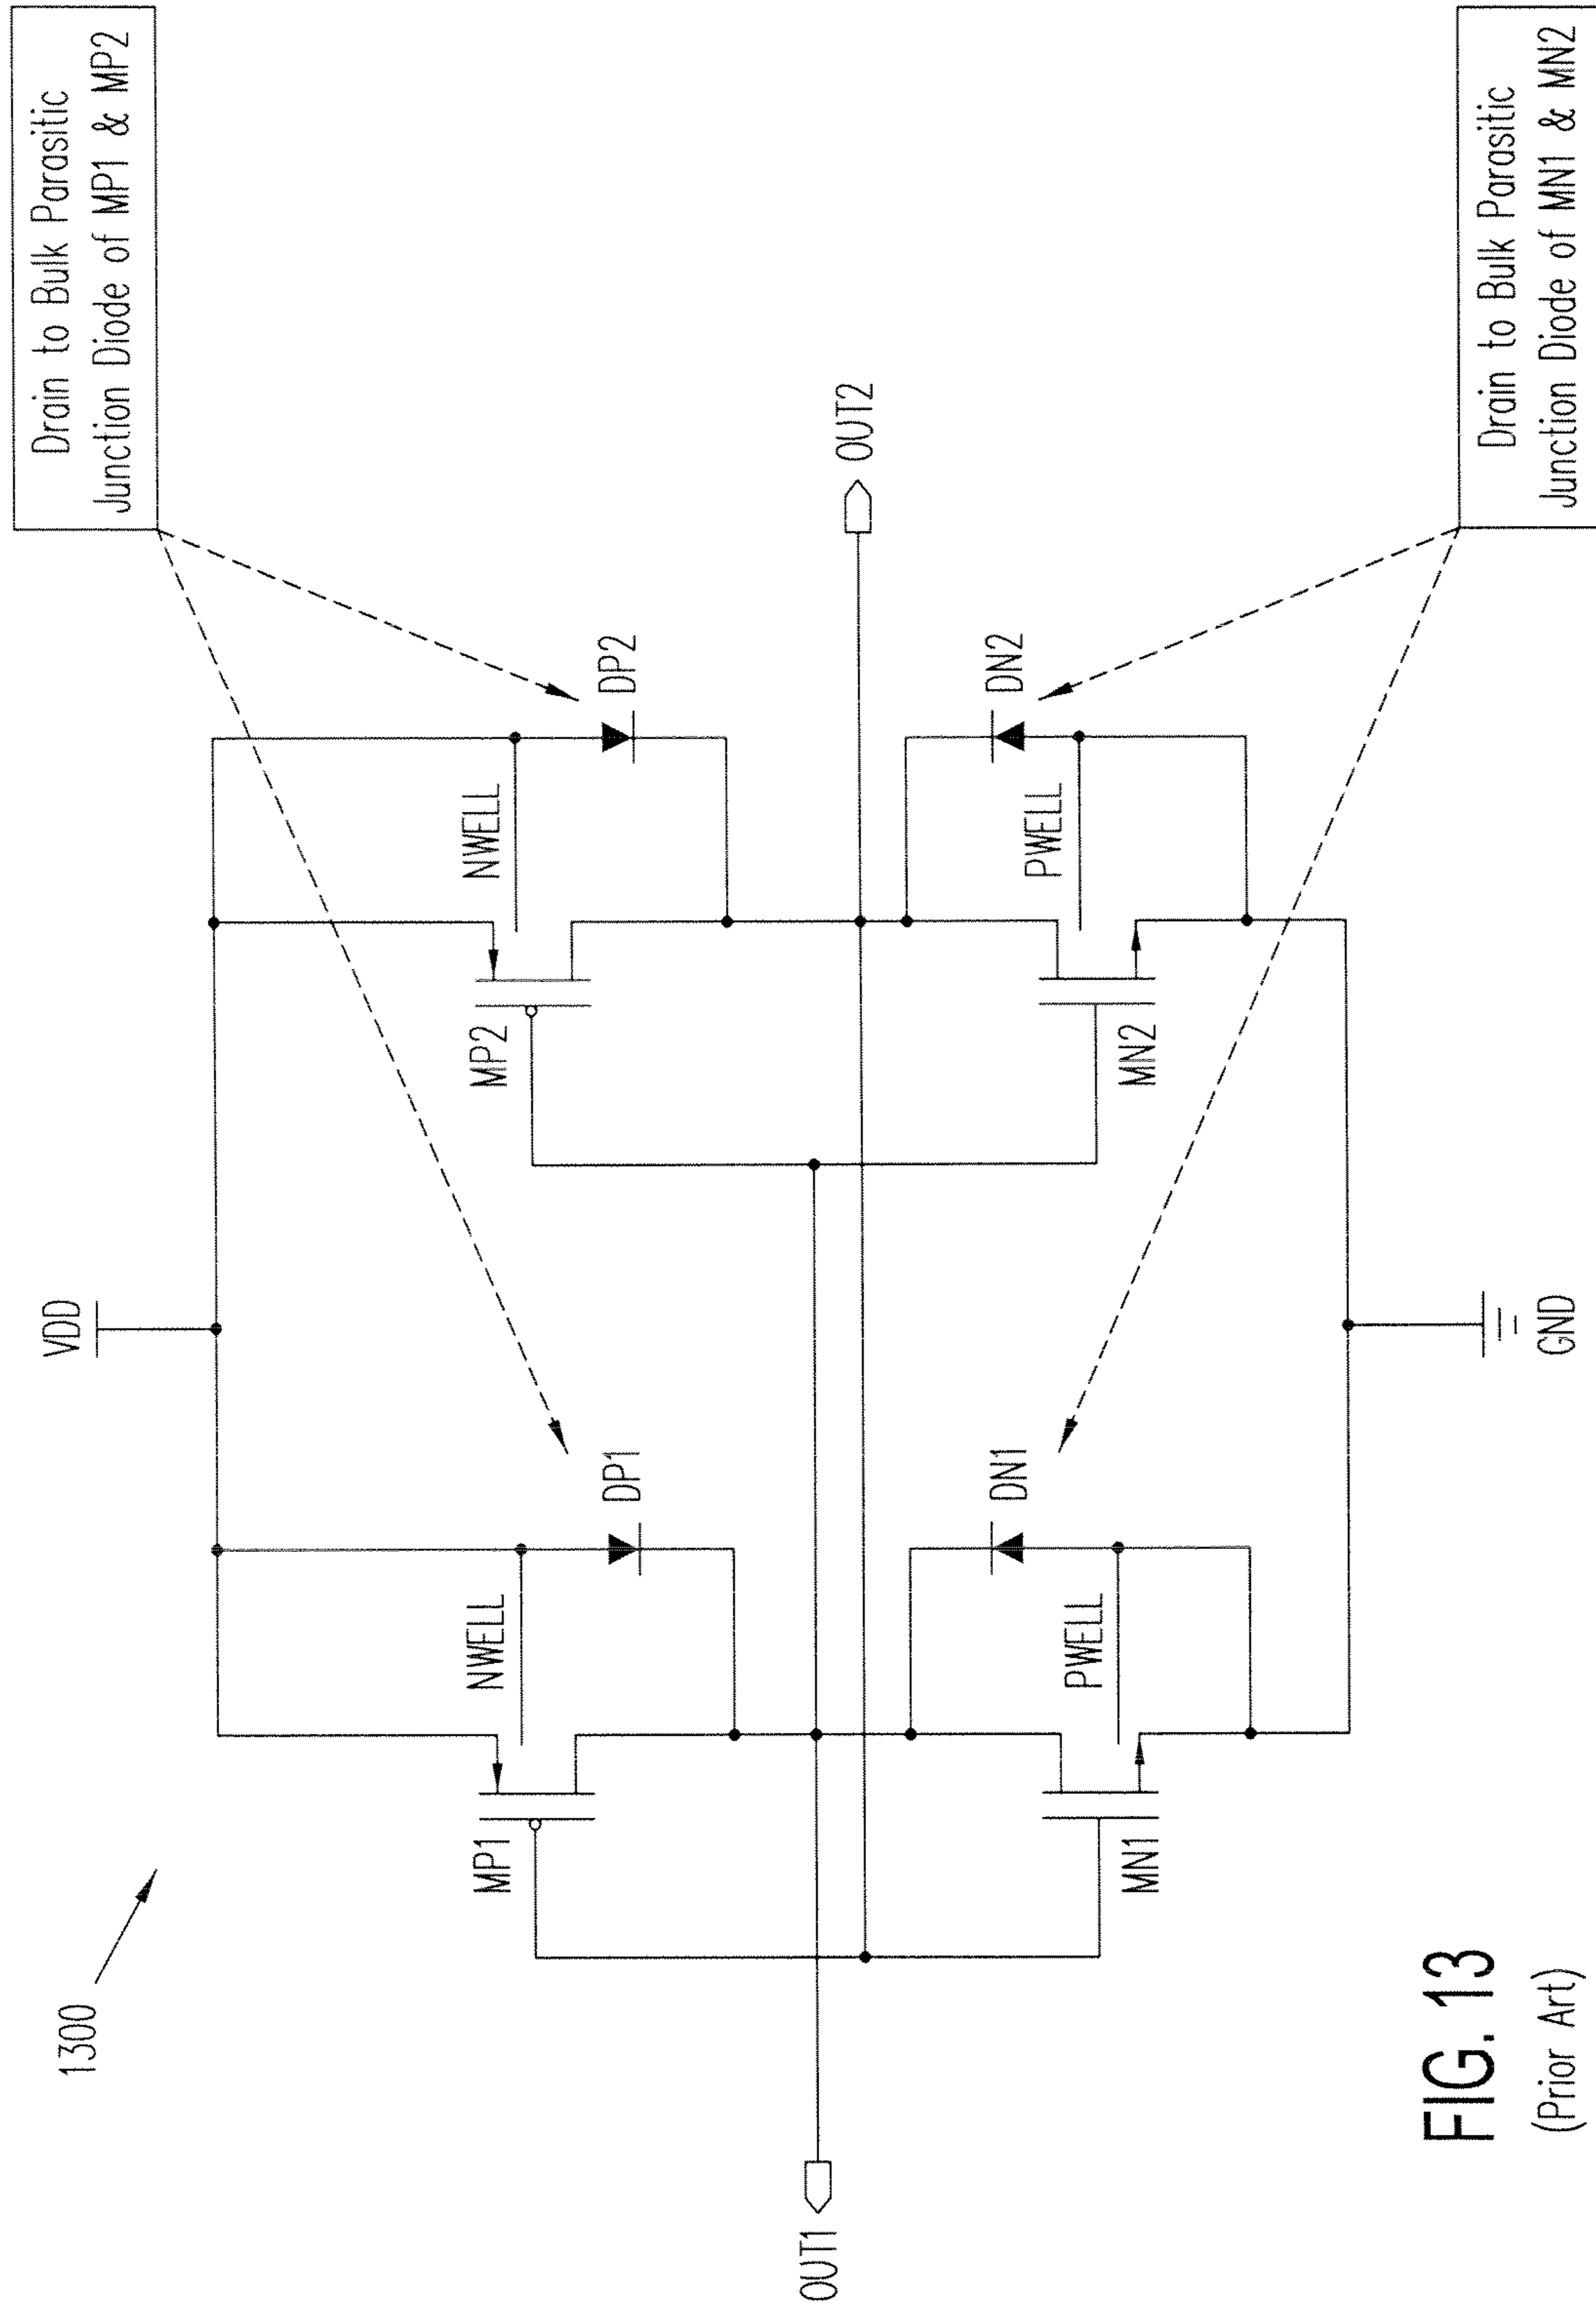 1300
VDD
Drain to Bulk Parasitic
Junction Diode of MP1 & MP2
MP1
NWELL
DP1
MP2
NWELL
DP2
OUT1
OUT2
MN1
PWELL
DN1
MN2
PWELL
DN2
GND
Drain to Bulk Parasitic
Junction Diode of MN1 & MN2
FIG. 13
(Prior Art)